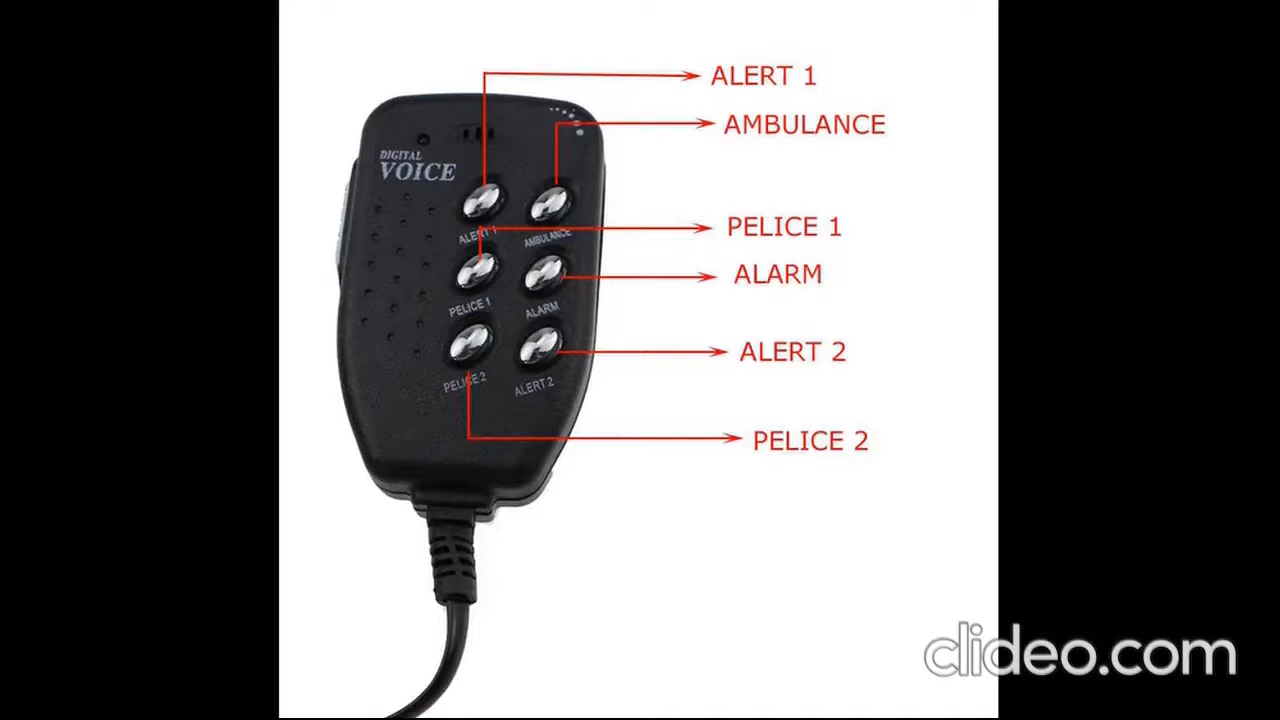 ALERT 1
AMBULANCE
DIGITAL
VOICE
ALERT 1
AMBULANCE
PELICE 1
ALARM
PELICE 1
ALARM
ALERT 2
PELICE 2
ALERT 2
PELICE 2
clideo.com